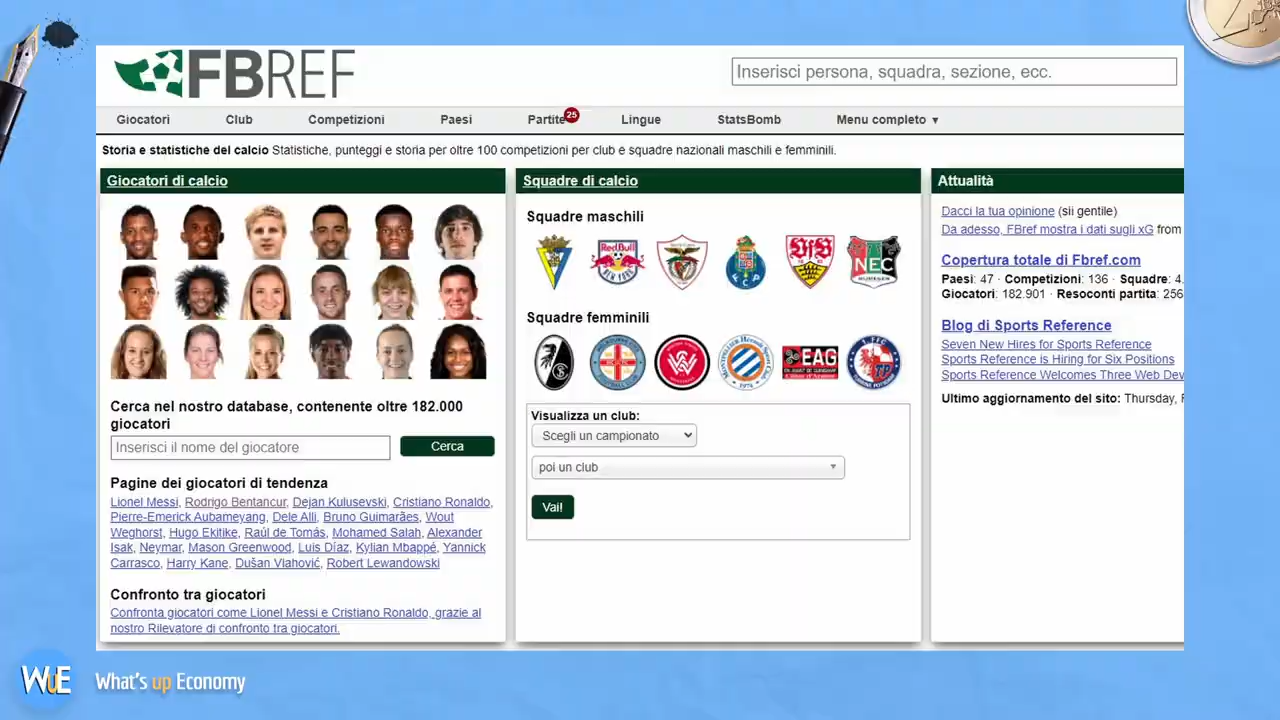 FBREF
Inserisci persona, squadra, sezione, ecc.
Giocatori Club Competizioni Paesi Partite 25 Lingue StatsBomb Menu completo ▼
Storia e statistiche del calcio Statistiche, punteggi e storia per oltre 100 competizioni per club e squadre nazionali maschili e femminili.
Giocatori di calcio
Cerca nel nostro database, contenente oltre 182.000
giocatori
Inserisci il nome del giocatore
Cerca
Pagine dei giocatori di tendenza
Lionel Messi, Rodrigo Bentancur, Dejan Kulusevski, Cristiano Ronaldo,
Pierre-Emerick Aubameyang, Dele Alli, Bruno Guimarães, Wout
Weghorst, Hugo Ekitike, Raúl de Tomás, Mohamed Salah, Alexander
Isak, Neymar, Mason Greenwood, Luis Díaz, Kylian Mbappé, Yannick
Carrasco, Harry Kane, Dušan Vlahović, Robert Lewandowski
Confronto tra giocatori
Confronta giocatori come Lionel Messi e Cristiano Ronaldo, grazie al
nostro Rilevatore di confronto tra giocatori.
Squadre di calcio
Squadre maschili
Red Bull
NEW YORK
VfB
NEC
NIJMEGEN
Squadre femminili
EAG
Visualizza un club:
Scegli un campionato
poi un club
Vai!
Attualità
Dacci la tua opinione (sii gentile)
Da adesso, FBref mostra i dati sugli xG from
Copertura totale di Fbref.com
Paesi: 47 · Competizioni: 136 · Squadre: 4.
Giocatori: 182.901 · Resoconti partita: 256
Blog di Sports Reference
Seven New Hires for Sports Reference
Sports Reference is Hiring for Six Positions
Sports Reference Welcomes Three Web Dev
Ultimo aggiornamento del sito: Thursday, F
WuE What's up Economy